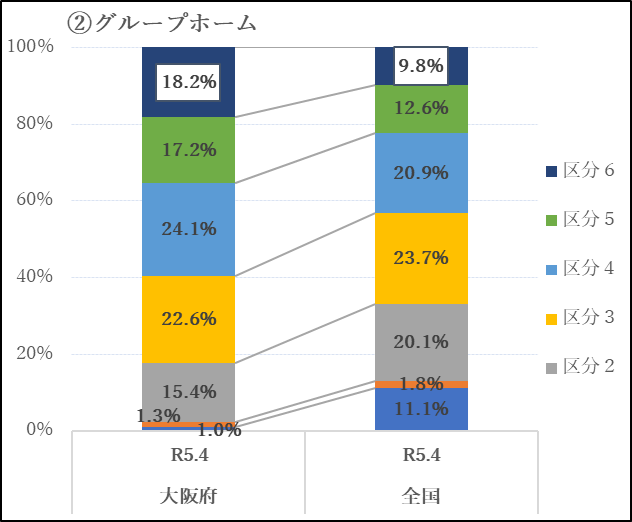 ②グループホーム
100%
80%
60%
40%
20%
0%
18.2%
17.2%
24.1%
22.6%
15.4%
1.3%
1.0%
9.8%
12.6%
20.9%
23.7%
20.1%
1.8%
11.1%
区分６
区分５
区分４
区分３
区分２
R5.4
R5.4
大阪府
全国